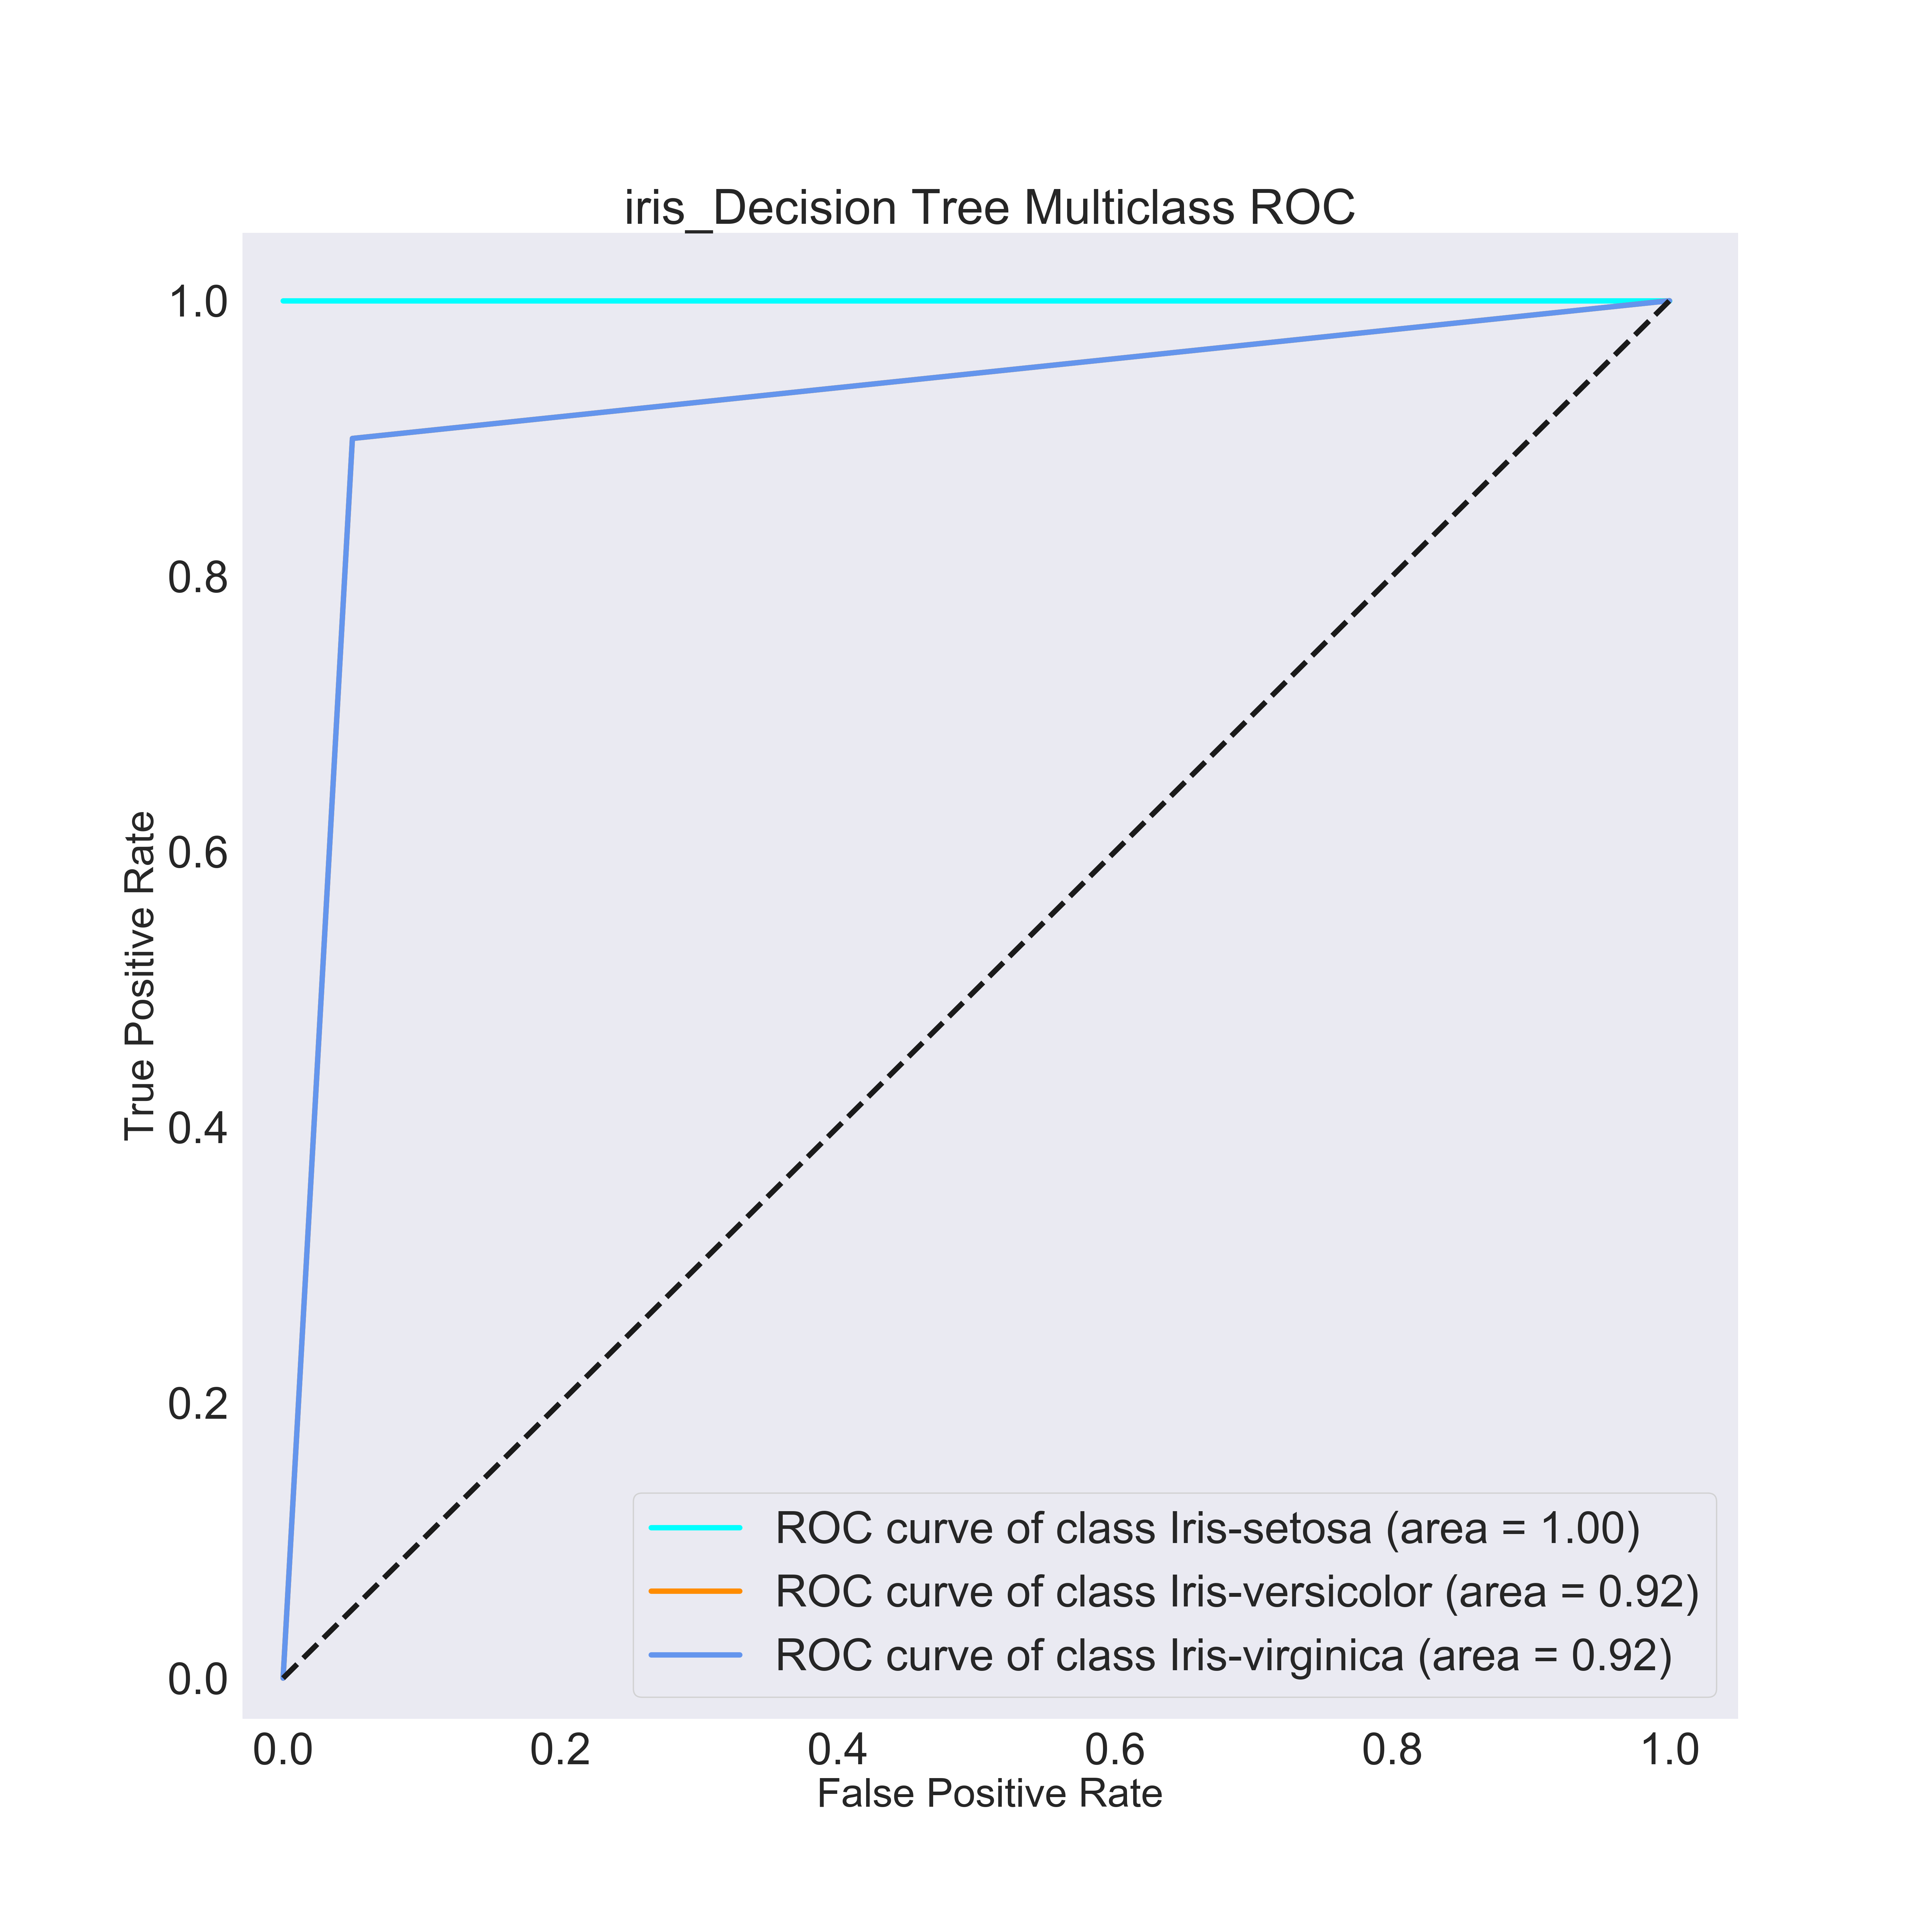 iris_Decision Tree Multiclass ROC
1.0
0.8
0.6
0.4
0.2
0.0
True Positive Rate
ROC curve of class Iris-setosa (area = 1.00)
ROC curve of class Iris-versicolor (area = 0.92)
ROC curve of class Iris-virginica (area = 0.92)
0.0 0.2 0.4 0.6 0.8 1.0
False Positive Rate